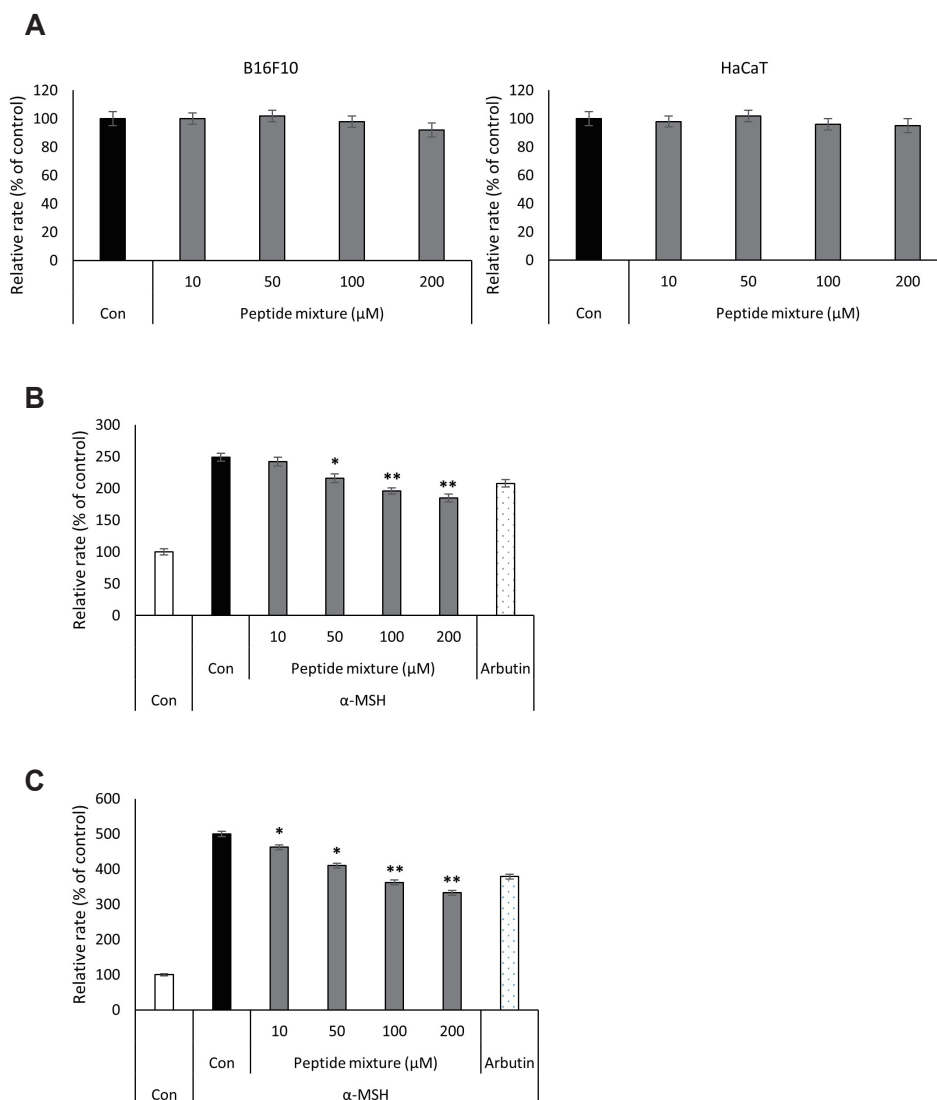 A
B16F10
Relative rate (% of control)
120
100
80
60
40
20
0
10 50 100 200
Con Peptide mixture (μM)
HaCaT
Relative rate (% of control)
120
100
80
60
40
20
0
10 50 100 200
Con Peptide mixture (μM)
B
Relative rate (% of control)
300
250
200
150
100
50
0
* ** **
10 50 100 200
Con Peptide mixture (μM) Arbutin
Con α-MSH
C
Relative rate (% of control)
600
500
400
300
200
100
0
* * ** **
10 50 100 200
Con Peptide mixture (μM) Arbutin
Con α-MSH